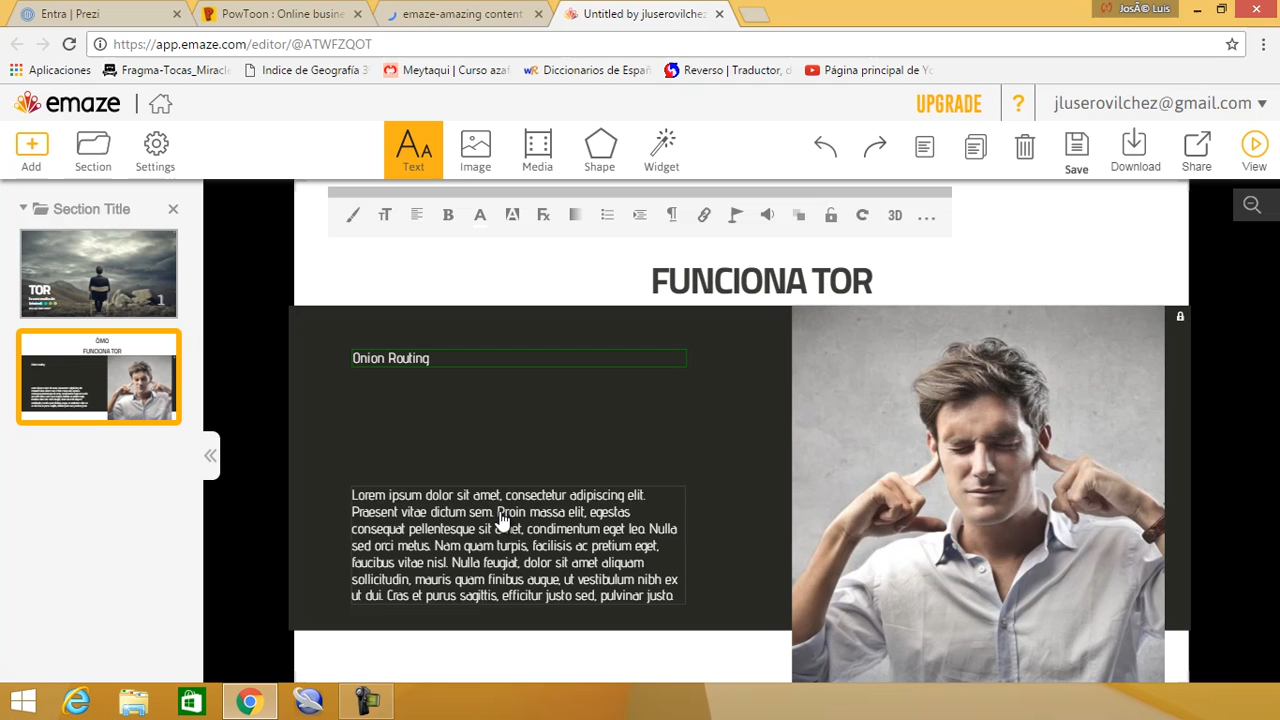 Entra | Prezi
PowToon : Online busine
emaze-amazing content
Untitled by jluserovilchez
JosÃ© Luis
https://app.emaze.com/editor/@ATWFZQOT
Aplicaciones
Fragma-Tocas_Miracle
Indice de Geografía 3
Meytaqui | Curso azaf
wR Diccionarios de Españ
Reverso | Traductor, d
Página principal de Yo
emaze
UPGRADE
?
jluserovilchez@gmail.com
Add
Section
Settings
Text
Image
Media
Shape
Widget
Save
Download
Share
View
Section Title
3D
TOR
1
FUNCIONA TOR
FUNCIONA TOR
Onion Routing
Lorem ipsum dolor sit amet, consectetur adipiscing elit.
Praesent vitae dictum sem. Proin massa elit, egestas
consequat pellentesque sit amet, condimentum eget leo. Nulla
sed orci metus. Nam quam turpis, facilisis ac pretium eget,
faucibus vitae nisl. Nulla feugiat, dolor sit amet aliquam
sollicitudin, mauris quam finibus augue, ut vestibulum nibh ex
ut dui. Cras et purus sagittis, efficitur justo sed, pulvinar justo.